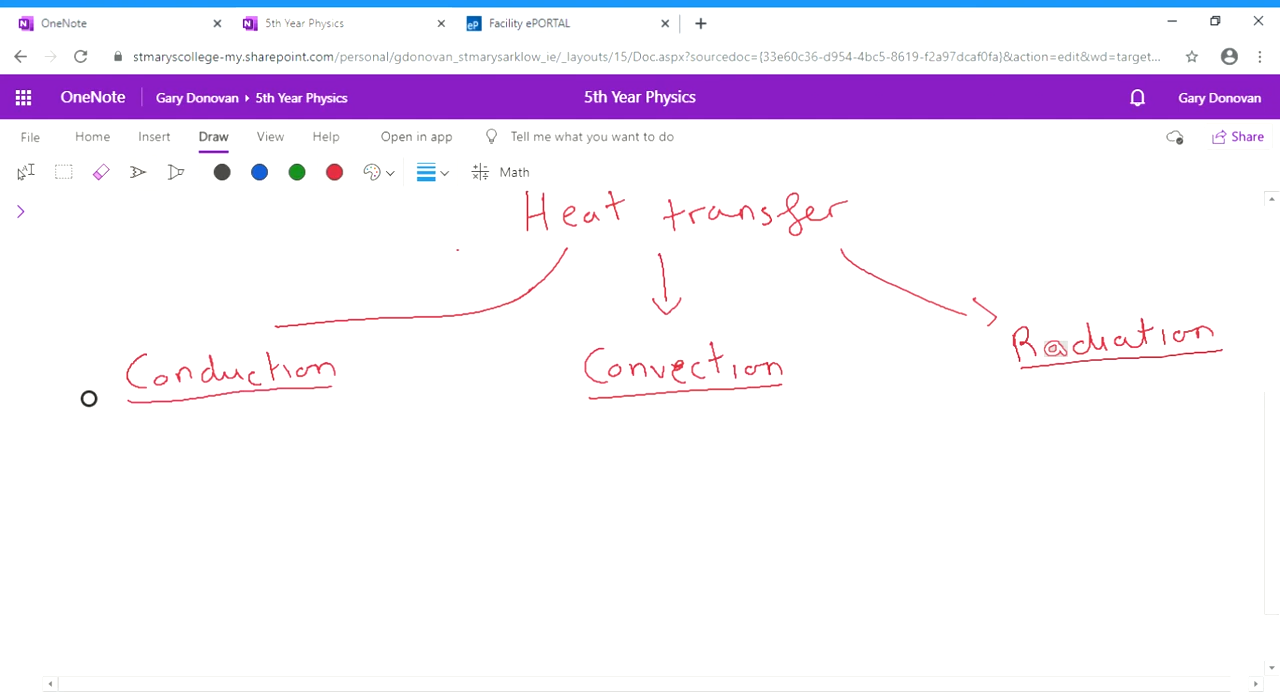 OneNote
5th Year Physics
eP Facility ePORTAL
stmaryscollege-my.sharepoint.com/personal/gdonovan_stmarysarklow_ie/_layouts/15/Doc.aspx?sourcedoc={33e60c36-d954-4bc5-8619-f2a97dcaf0fa}&action=edit&wd=target...
OneNote Gary Donovan › 5th Year Physics 5th Year Physics Gary Donovan
File Home Insert Draw View Help Open in app Tell me what you want to do Share
Math
Heat transfer
Conduction Convection Radiation